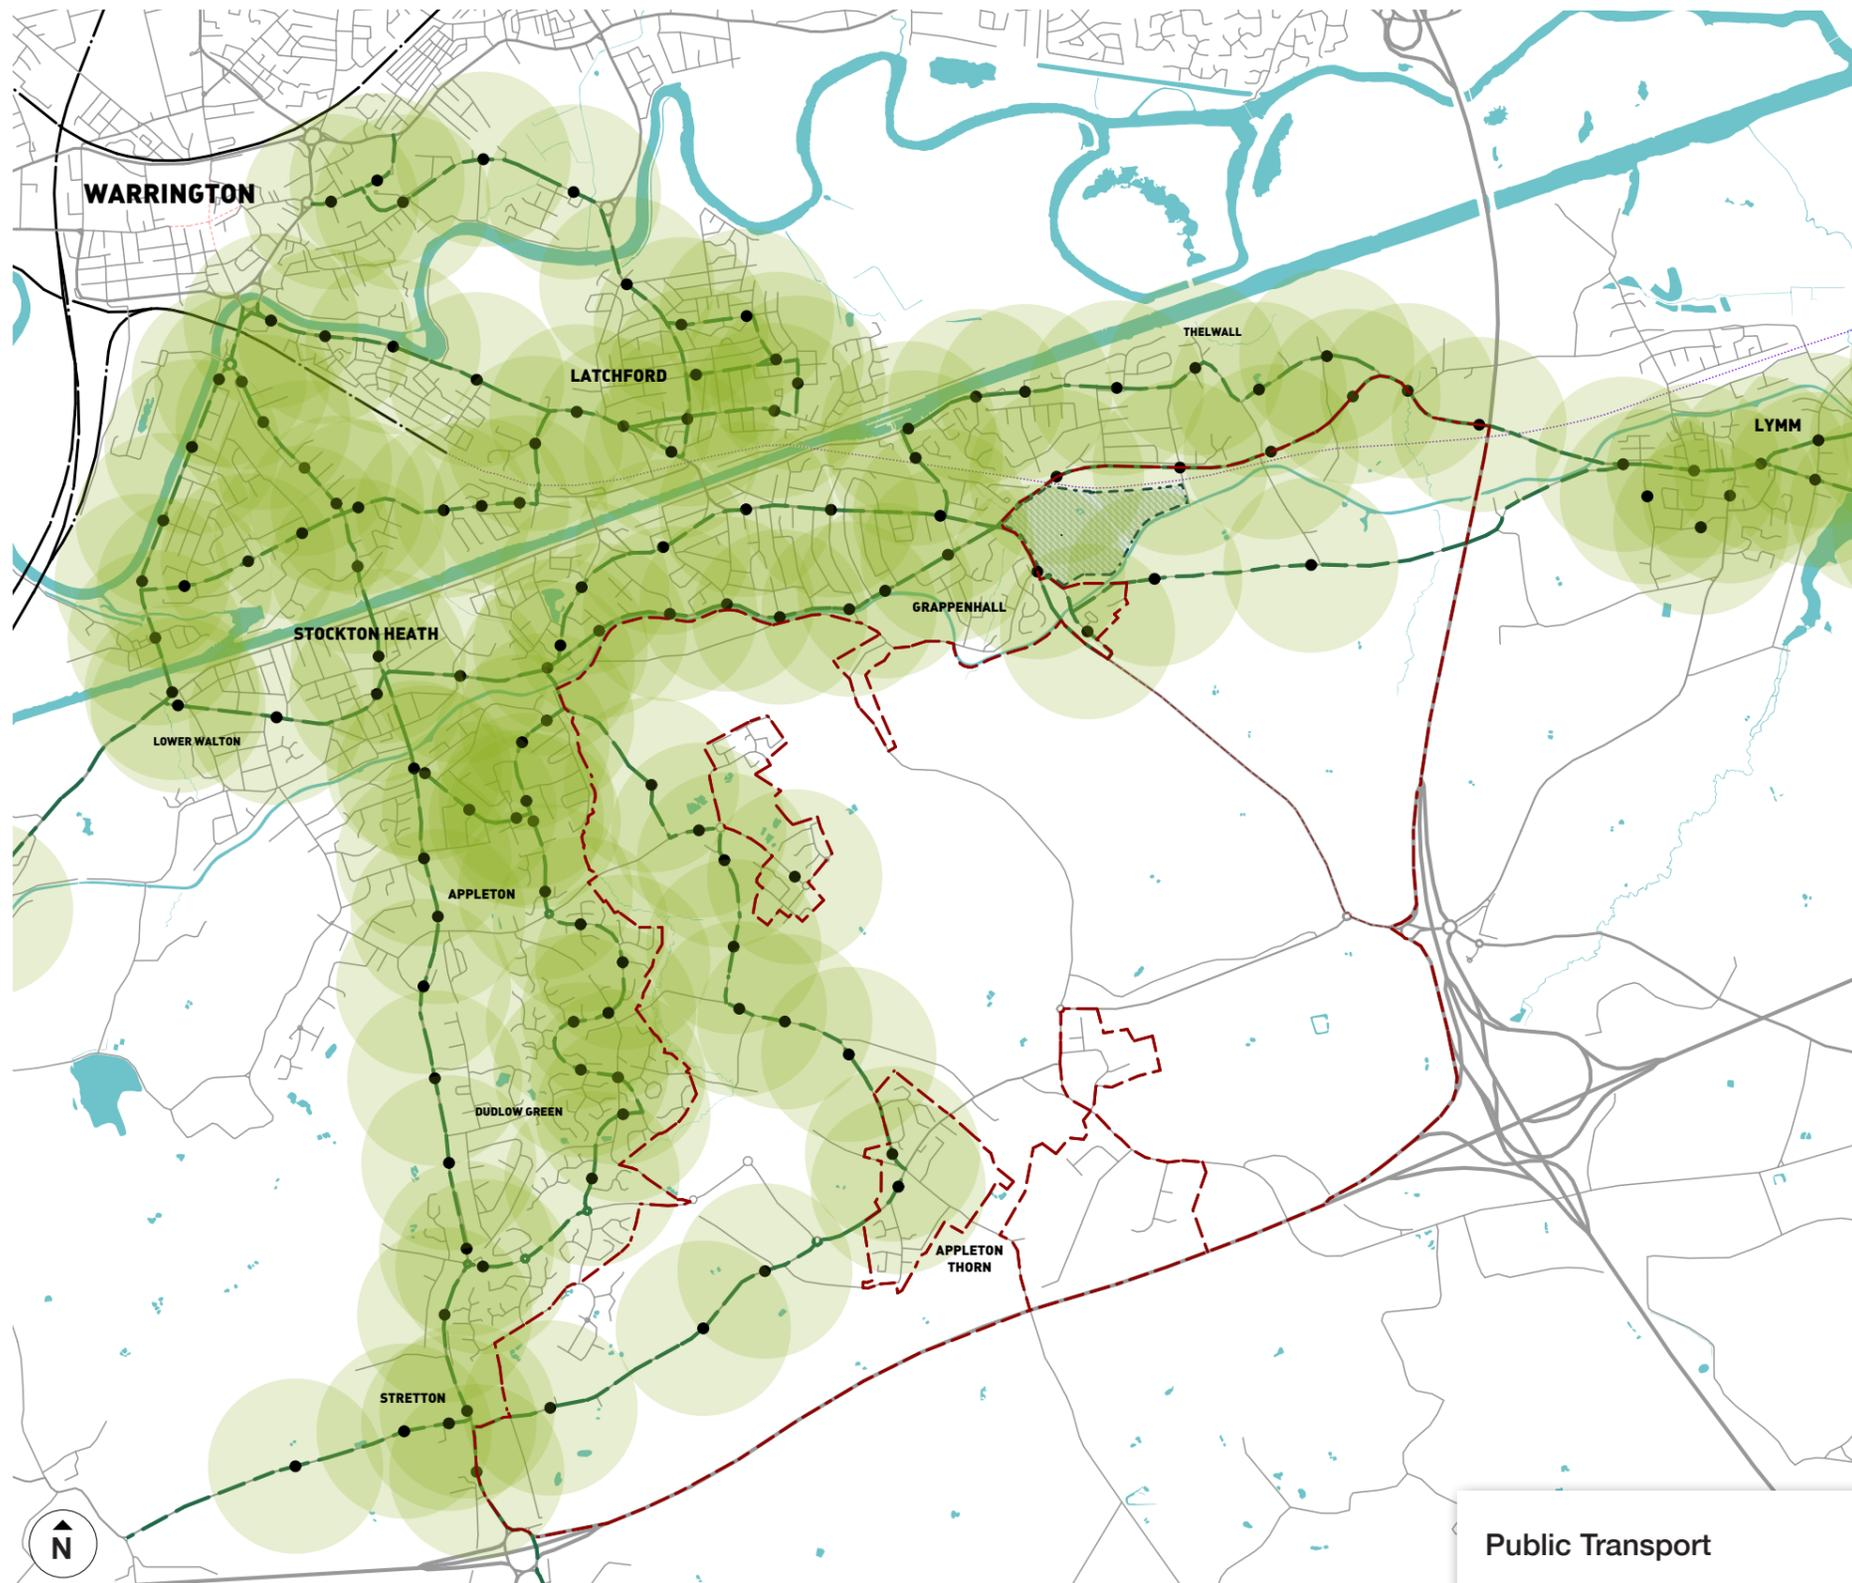 WARRINGTON
THELWALL
LATCHFORD
LYMM
GRAPPENHALL
STOCKTON HEATH
LOWER WALTON
APPLETON
DUDLOW GREEN
APPLETON
THORN
STRETTON
N
Public Transport